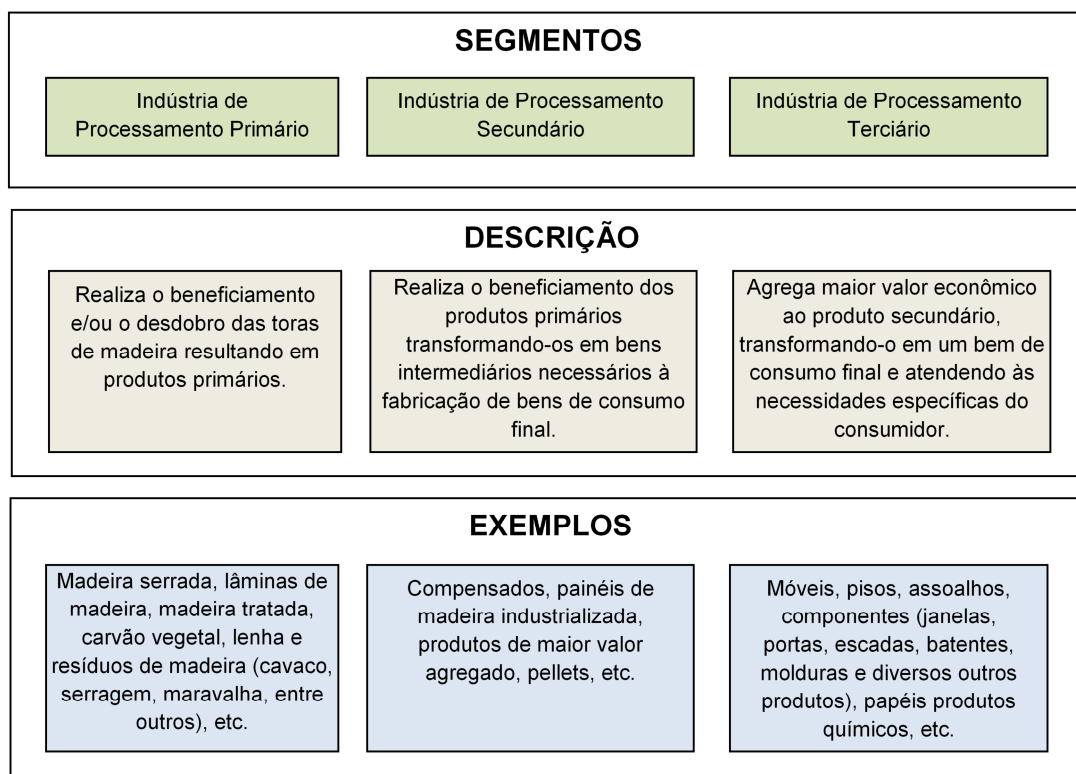 SEGMENTOS
Indústria de
Processamento Primário
Indústria de Processamento
Secundário
Indústria de Processamento
Terciário
DESCRIÇÃO
Realiza o beneficiamento
e/ou o desdobro das toras
de madeira resultando em
produtos primários.
Realiza o beneficiamento dos
produtos primários
transformando-os em bens
intermediários necessários à
fabricação de bens de consumo
final.
Agrega maior valor econômico
ao produto secundário,
transformando-o em um bem de
consumo final e atendendo às
necessidades específicas do
consumidor.
EXEMPLOS
Madeira serrada, lâminas de
madeira, madeira tratada,
carvão vegetal, lenha e
resíduos de madeira (cavaco,
serragem, maravalha, entre
outros), etc.
Compensados, painéis de
madeira industrializada,
produtos de maior valor
agregado, pellets, etc.
Móveis, pisos, assoalhos,
componentes (janelas,
portas, escadas, batentes,
molduras e diversos outros
produtos), papéis produtos
químicos, etc.